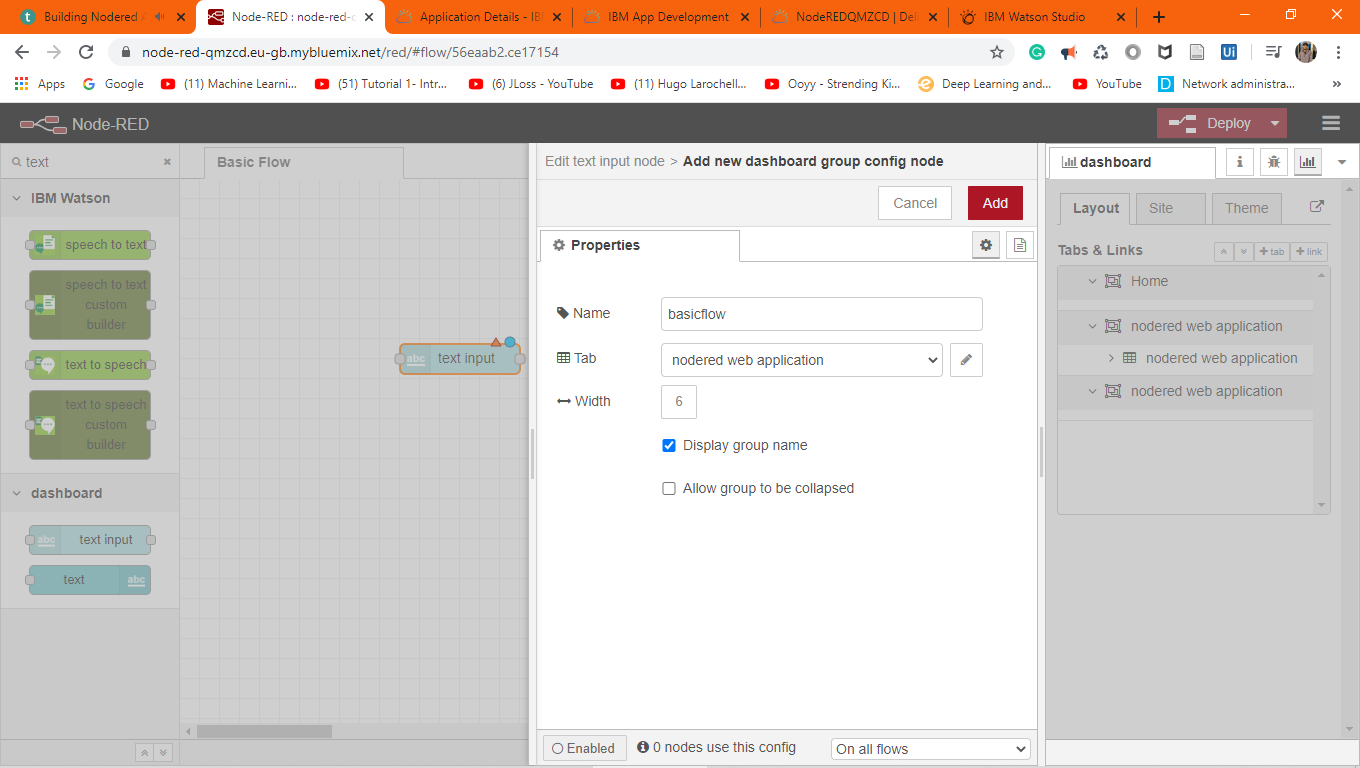 Building Nodered A
Node-RED : node-red-q
Application Details - IB
IBM App Development
NodeREDQMZCD | Deli
IBM Watson Studio
node-red-qmzcd.eu-gb.mybluemix.net/red/#flow/56eaab2.ce17154
Apps
Google
(11) Machine Learni...
(51) Tutorial 1- Intr...
(6) JLoss - YouTube
(11) Hugo Larochell...
Ooyy - Strending Ki...
Deep Learning and...
YouTube
Network administra...
Node-RED
Deploy
text
Basic Flow
Edit text input node > Add new dashboard group config node
dashboard
IBM Watson
Cancel
Add
Layout
Site
Theme
speech to text
Properties
Tabs & Links
tab
link
speech to text
custom
builder
Home
Name
basicflow
nodered web application
text input
Tab
nodered web application
nodered web application
text to speech
nodered web application
Width
6
text to speech
custom
builder
Display group name
Allow group to be collapsed
dashboard
abc
text input
text
abc
abc
Enabled
0 nodes use this config
On all flows